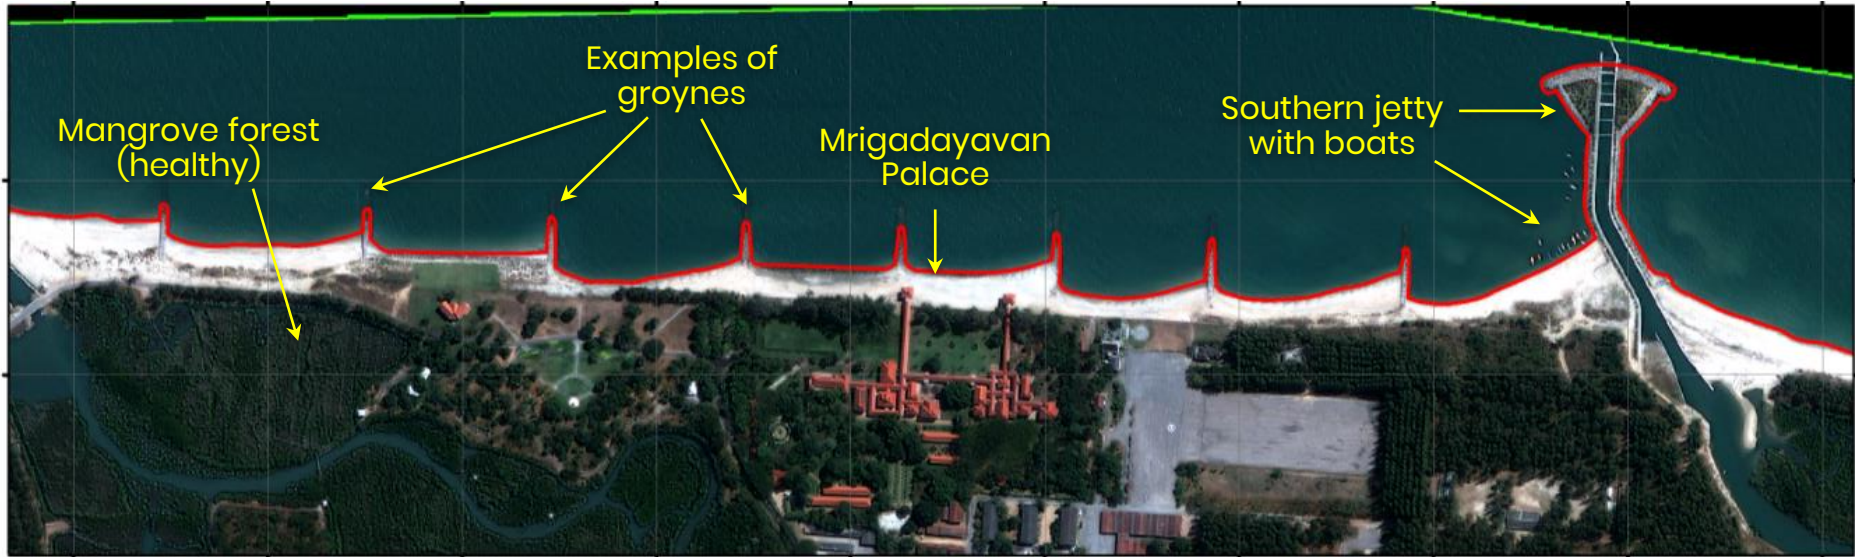 Examples of
groynes
Mangrove forest
(healthy)
Mrigadayavan
Palace
Southern jetty
with boats